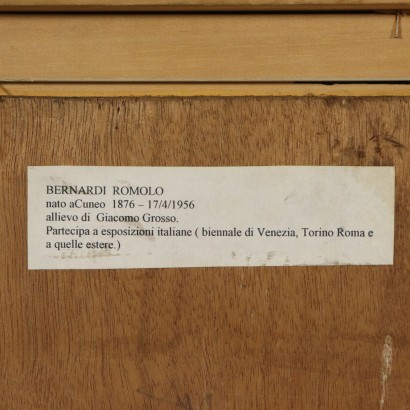 BERNARDI ROMOLO
nato aCuneo 1876 – 17/4/1956
allievo di Giacomo Grosso.
Partecipa a esposizioni italiane ( biennale di Venezia, Torino Roma e
a quelle estere.)